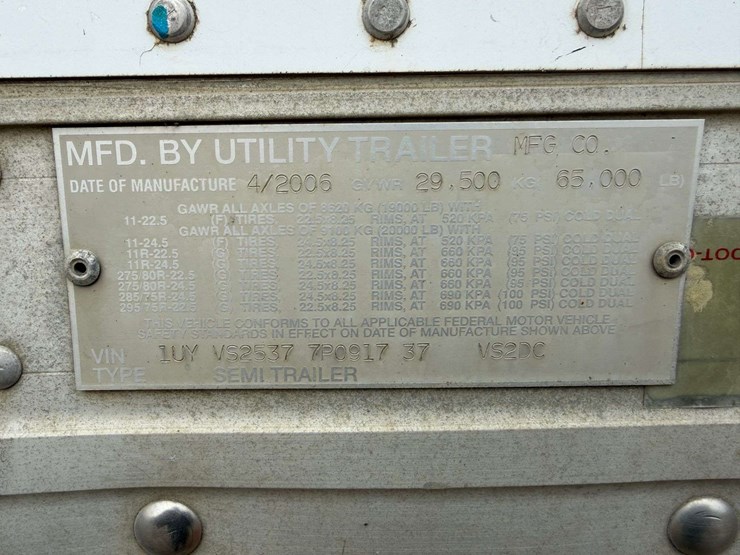 MFD. BY UTILITY TRAILER MFG CO.
DATE OF MANUFACTURE 4/2006 GVWR 29,500 KG 65,000 LB)
GAWR ALL AXLES OF 8620 KG (19000 LB) WITH
11-22.5 (F) TIRES, 22.5x8.25 RIMS, AT 520 KPA (75 PSI) COLD DUAL
GAWR ALL AXLES OF 9100 KG (20000 LB) WITH
11-24.5 (F) TIRES, 24.5x8.25 RIMS, AT 520 KPA (75 PSI) COLD DUAL
11R-22.5 TIRES, 22.5x8.25 RIMS, AT 660 KPA (95 PSI) COLD DUAL
11R-24.5 TIRES, 24.5x8.25 RIMS, AT 660 KPA (95 PSI) COLD DUAL
275/80R-22.5 TIRES, 22.5x8.25 RIMS, AT 660 KPA (95 PSI) COLD DUAL
275/80R-24.5 TIRES, 24.5x8.25 RIMS, AT 660 KPA (95 PSI) COLD DUAL
285/75R-24.5 TIRES, 24.5x8.25 RIMS, AT 690 KPA (100 PSI) COLD DUAL
TIRES, 22.5x8.25 RIMS, AT 690 KPA (100 PSI) COLD DUAL
THIS VEHICLE CONFORMS TO ALL APPLICABLE FEDERAL MOTOR VEHICLE
SAFETY STANDARDS IN EFFECT ON DATE OF MANUFACTURE SHOWN ABOVE
VIN 1UY VS2537 7P0917 37 VS2DC
TYPE SEMI TRAILER